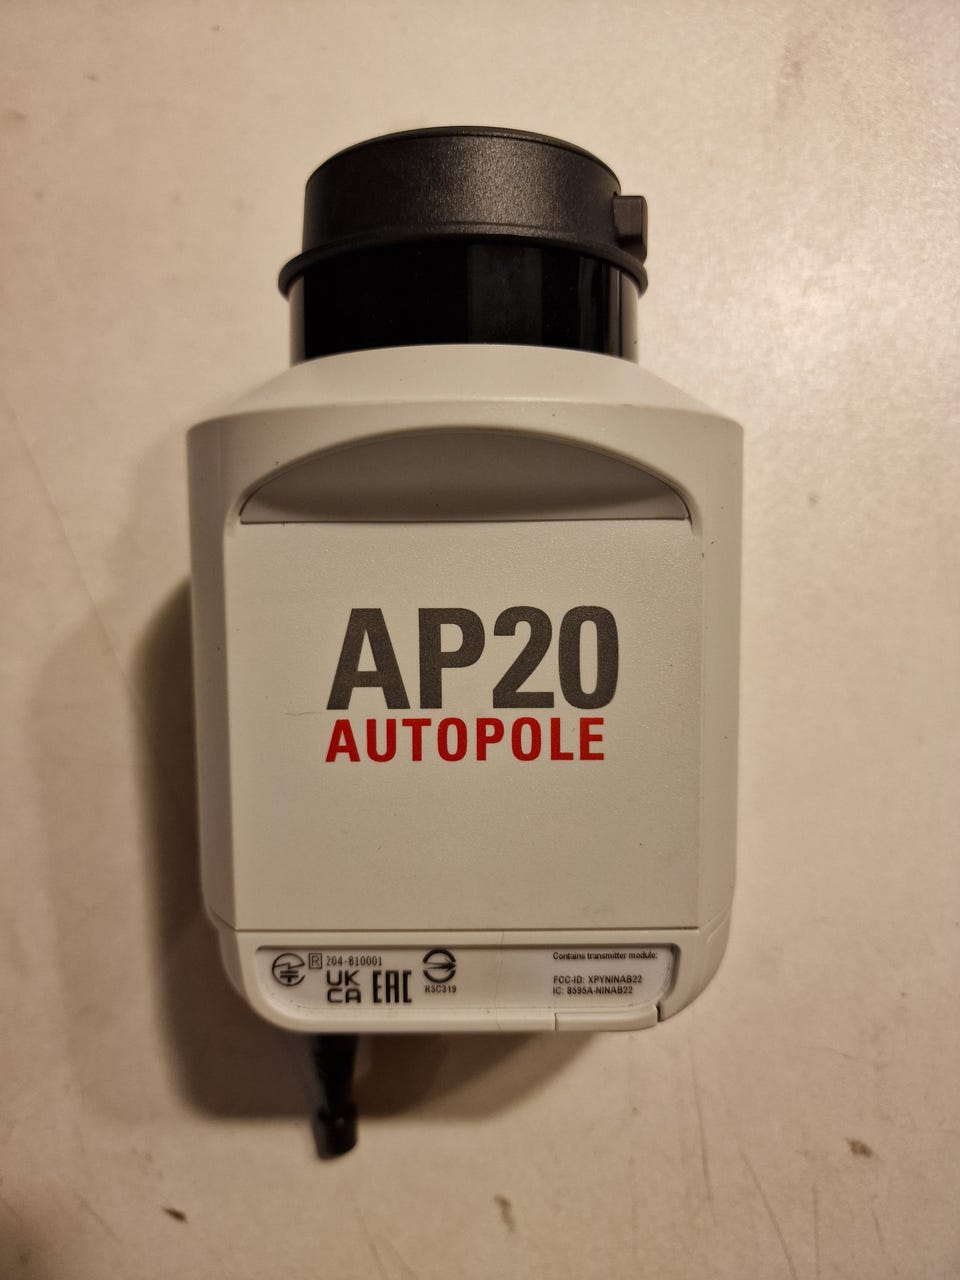 AP20
AUTOPOLE
R 204-810001
UK
CA
EAC
R3C319
Contains transmitter module:
FCC-ID: XPYNINAB22
IC: 8595A-NINAB22